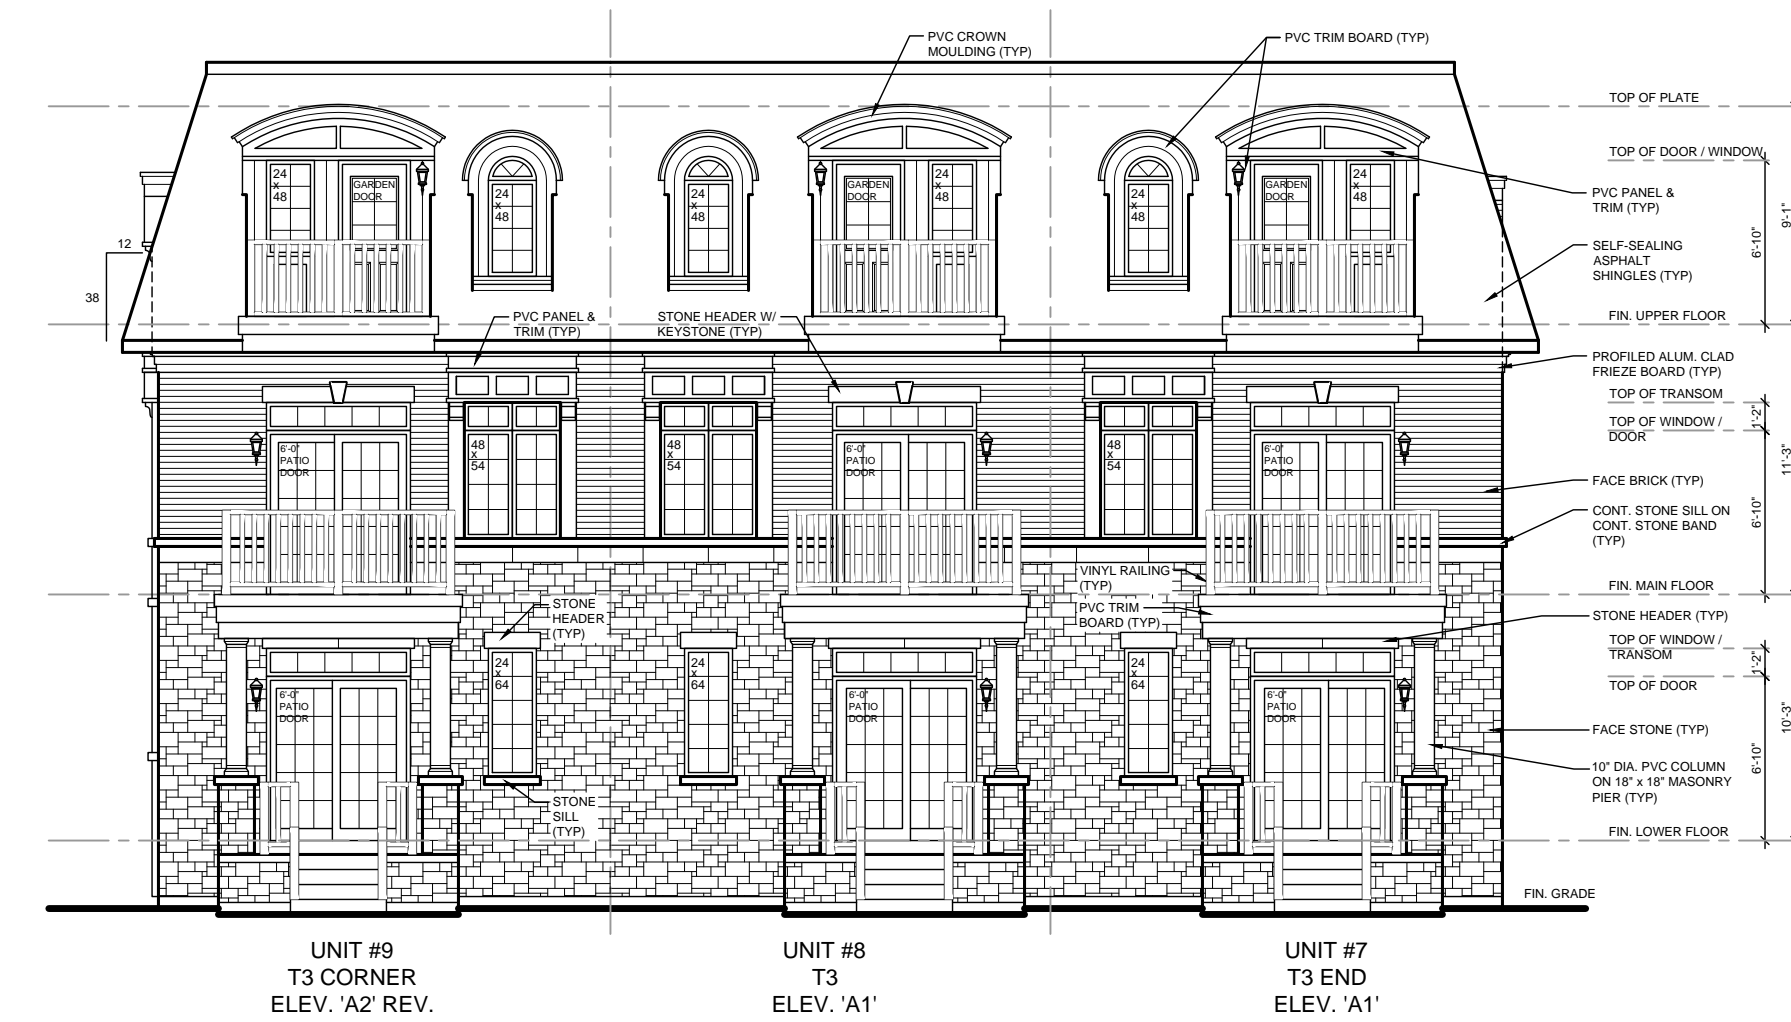 PVC CROWN
MOULDING (TYP)
PVC TRIM BOARD (TYP)
TOP OF PLATE
TOP OF DOOR / WINDOW
PVC PANEL &
TRIM (TYP)
SELF-SEALING
ASPHALT
SHINGLES (TYP)
9'-1"
6'-10"
24
x
48
GARDEN
DOOR
24
x
48
24
x
48
GARDEN
DOOR
24
x
48
24
x
48
GARDEN
DOOR
24
x
48
12
38
PVC PANEL &
TRIM (TYP)
STONE HEADER W/
KEYSTONE (TYP)
FIN. UPPER FLOOR
PROFILED ALUM. CLAD
FRIEZE BOARD (TYP)
TOP OF TRANSOM
TOP OF WINDOW /
DOOR
1'-2"
11'-3"
6'-10"
6'-0"
PATIO
DOOR
48
x
54
48
x
54
6'-0"
PATIO
DOOR
48
x
54
6'-0"
PATIO
DOOR
FACE BRICK (TYP)
CONT. STONE SILL ON
CONT. STONE BAND
(TYP)
VINYL RAILING
(TYP)
FIN. MAIN FLOOR
STONE
HEADER
(TYP)
PVC TRIM
BOARD (TYP)
STONE HEADER (TYP)
TOP OF WINDOW /
TRANSOM
1'-2"
TOP OF DOOR
10'-3"
6'-10"
6'-0"
PATIO
DOOR
24
x
64
24
x
64
6'-0"
PATIO
DOOR
24
x
64
6'-0"
PATIO
DOOR
FACE STONE (TYP)
10" DIA. PVC COLUMN
ON 18" x 18" MASONRY
PIER (TYP)
STONE
SILL
(TYP)
FIN. LOWER FLOOR
FIN. GRADE
UNIT #9
T3 CORNER
ELEV. 'A2' REV.
UNIT #8
T3
ELEV. 'A1'
UNIT #7
T3 END
ELEV. 'A1'